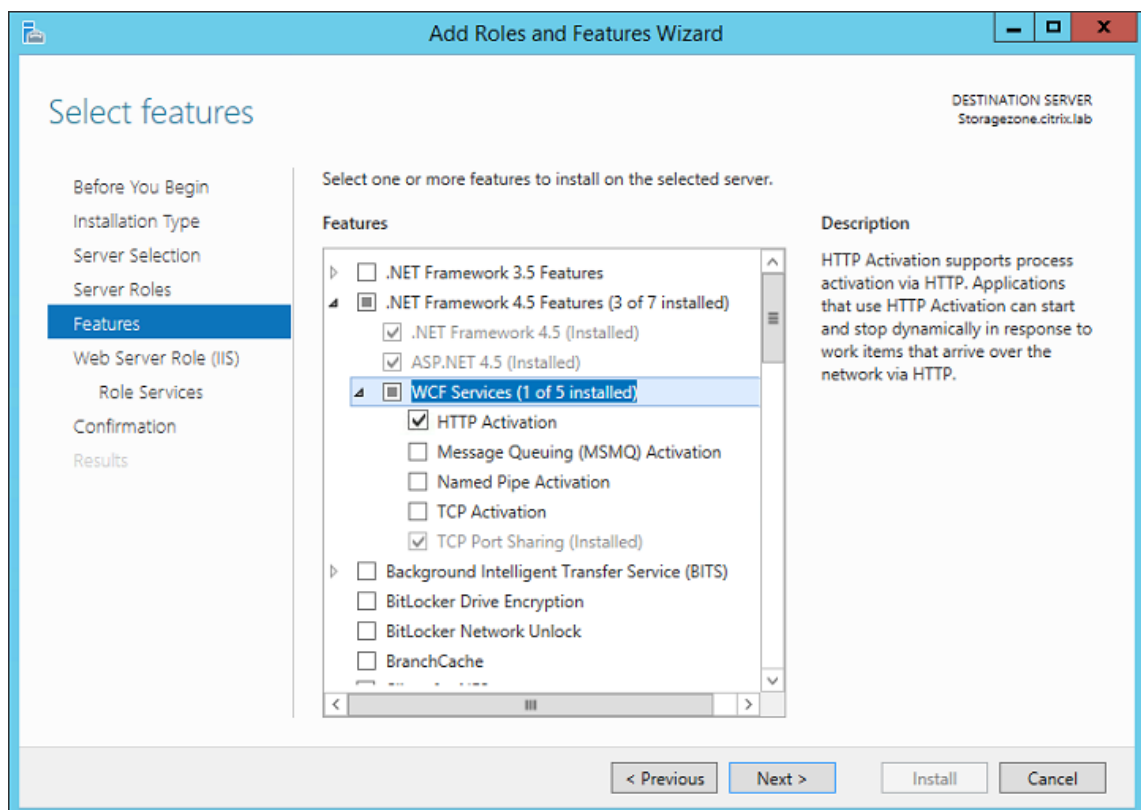 Add Roles and Features Wizard
Select features
DESTINATION SERVER
Storagezone.citrix.lab
Before You Begin
Installation Type
Server Selection
Server Roles
Features
Web Server Role (IIS)
Role Services
Confirmation
Results
Select one or more features to install on the selected server.
Features
.NET Framework 3.5 Features
.NET Framework 4.5 Features (3 of 7 installed)
.NET Framework 4.5 (Installed)
ASP.NET 4.5 (Installed)
WCF Services (1 of 5 installed)
HTTP Activation
Message Queuing (MSMQ) Activation
Named Pipe Activation
TCP Activation
TCP Port Sharing (Installed)
Background Intelligent Transfer Service (BITS)
BitLocker Drive Encryption
BitLocker Network Unlock
BranchCache
Description
HTTP Activation supports process
activation via HTTP. Applications
that use HTTP Activation can start
and stop dynamically in response to
work items that arrive over the
network via HTTP.
< Previous
Next >
Install
Cancel